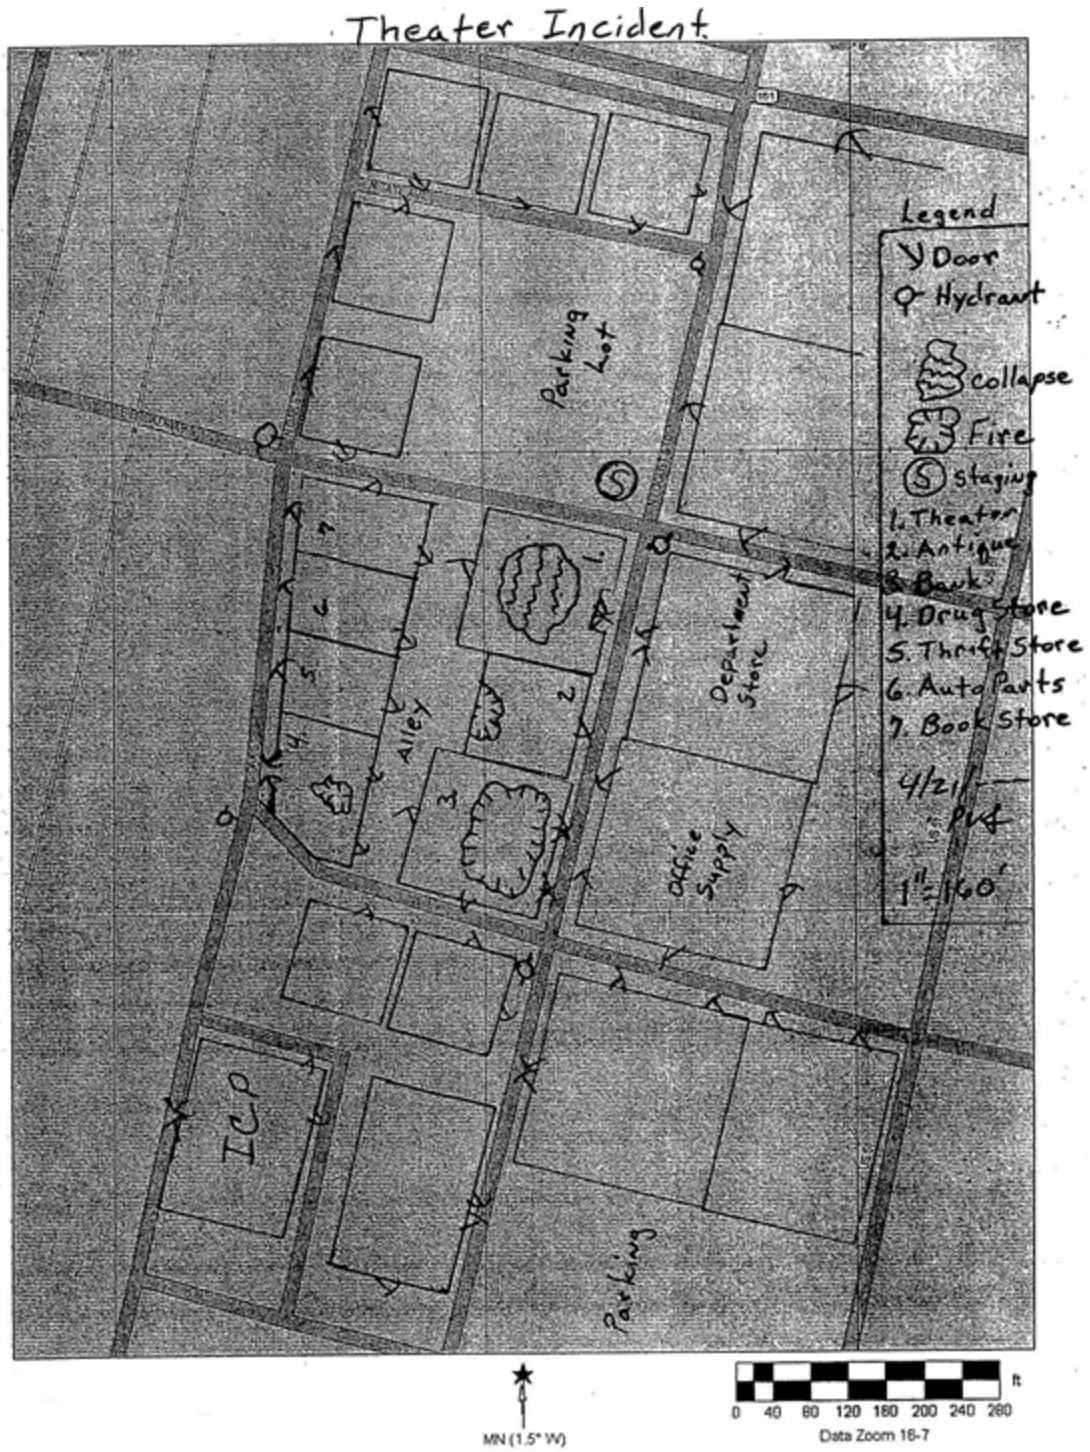 Theater Incident.
101
Legend
Door
Hydrant
Parking
Lot
collapse
Fire
S
Staging
1. Theater
2. Antique
3. Bank
4. Drug Store
5. Thrift Store
6. Auto Parts
7. Book Store
7
1.
6
Department
Store
5
2
Alley
4.
3.
4/21/
1"=160'
Office
Supply
ICP
Parking
MN (1.5° W)
ft
0 40 80 120 160 200 240 280
Data Zoom 16-7